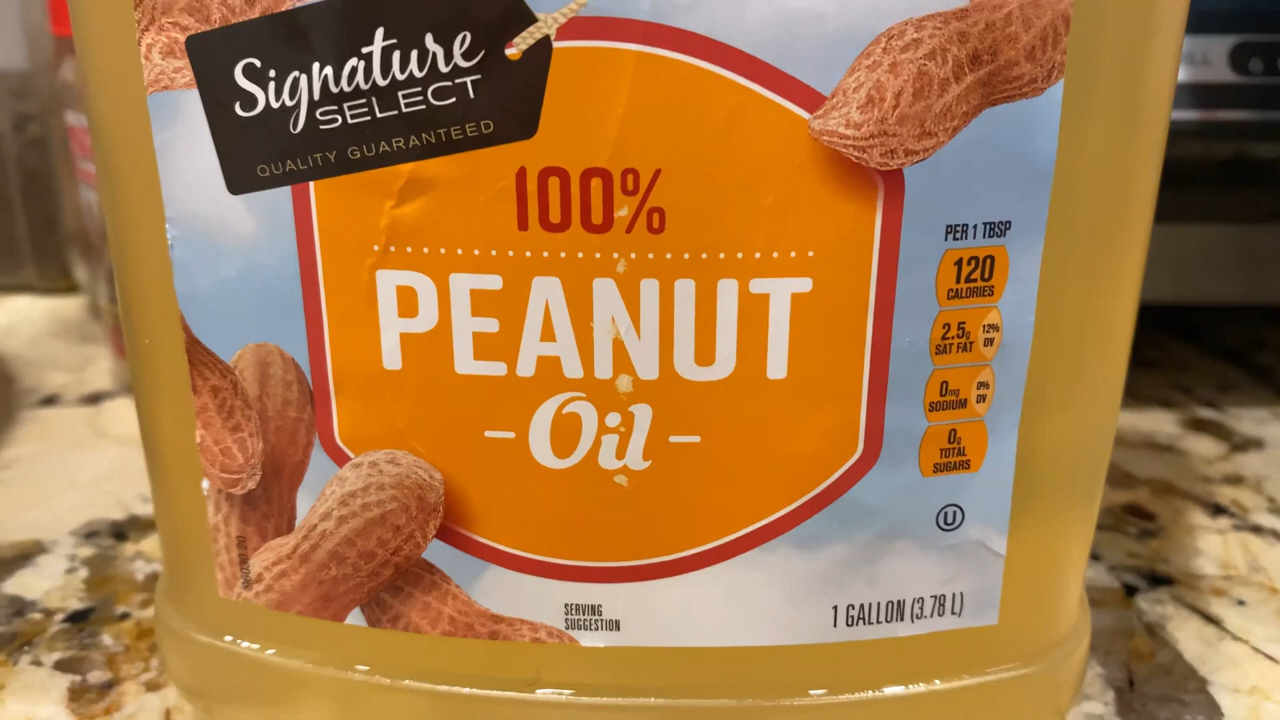 Signature
SELECT
QUALITY GUARANTEED
100%
PEANUT
Oil
PER 1 TBSP
120
CALORIES
2.5g
SAT FAT
12%
DV
0mg
SODIUM
0%
DV
0g
TOTAL
SUGARS
U
SERVING
SUGGESTION
1 GALLON (3.78 L)